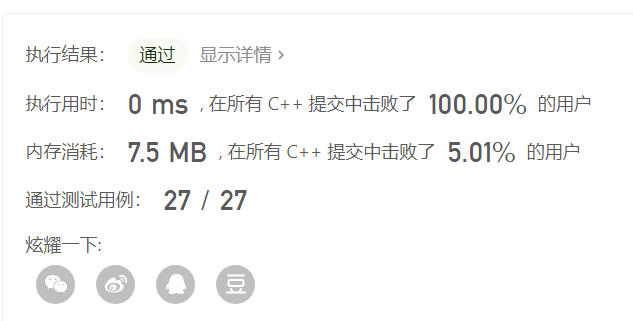 执行结果： 通过 显示详情 >
执行用时： 0 ms , 在所有 C++ 提交中击败了 100.00% 的用户
内存消耗： 7.5 MB , 在所有 C++ 提交中击败了 5.01% 的用户
通过测试用例： 27 / 27
炫耀一下:
豆